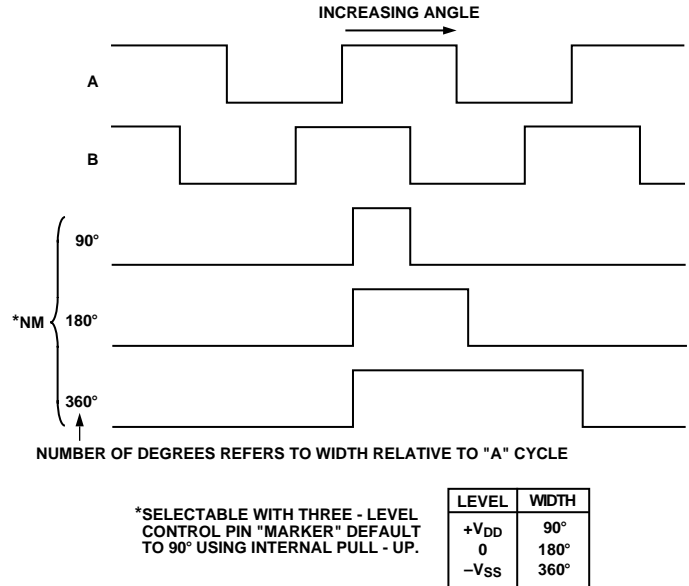 INCREASING ANGLE
A
B
90°
*NM
180°
360°
NUMBER OF DEGREES REFERS TO WIDTH RELATIVE TO "A" CYCLE
*SELECTABLE WITH THREE - LEVEL
CONTROL PIN "MARKER" DEFAULT
TO 90° USING INTERNAL PULL - UP.
LEVEL WIDTH
+VDD 90°
0 180°
–VSS 360°